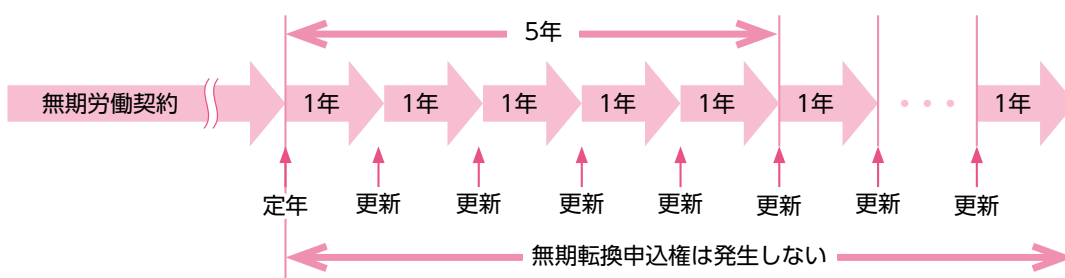 5年
無期労働契約 1年 1年 1年 1年 1年 1年 ・・・ 1年
定年 更新 更新 更新 更新 更新 更新 更新
無期転換申込権は発生しない